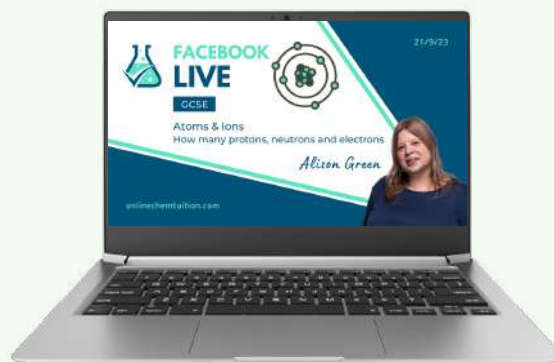 21/9/23
FACEBOOK
LIVE
GCSE
Atoms & Ions
How many protons, neutrons and electrons
Alison Green
onlinechemtuition.com